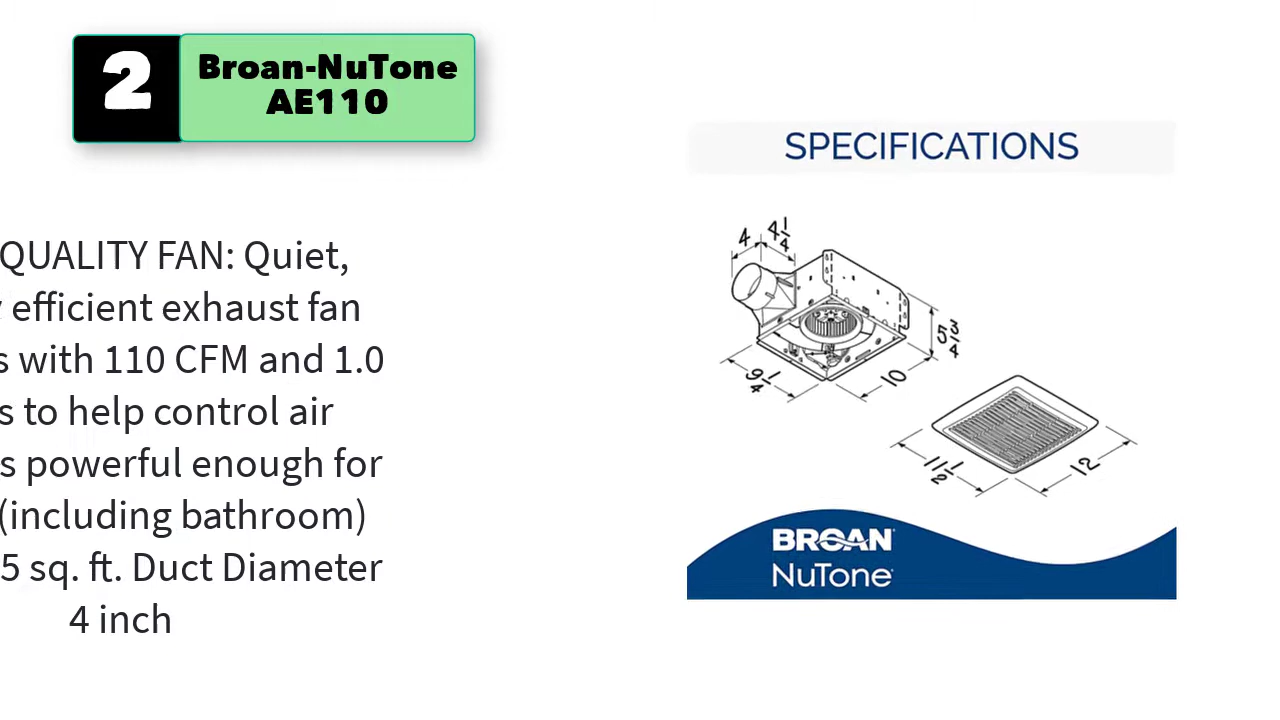 2
Broan-NuTone
AE110
QUALITY FAN: Quiet,
efficient exhaust fan
with 110 CFM and 1.0
to help control air
powerful enough for
(including bathroom)
5 sq. ft. Duct Diameter
4 inch
SPECIFICATIONS
4 4 1/4
5 3/4
9 1/4 10
11 1/2 12
BROAN
NuTone